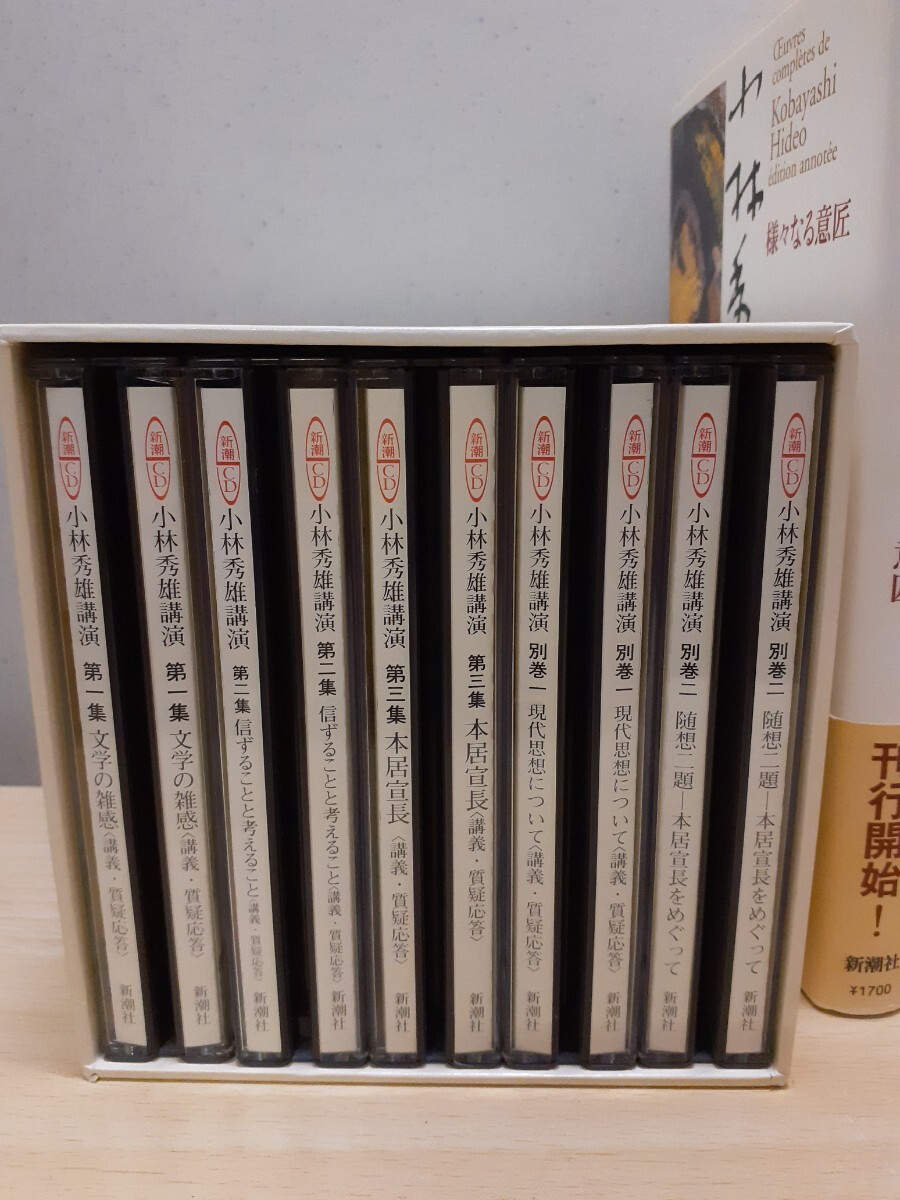 新潮CD 小林秀雄講演 第一集 文学の雑感〈講義・質疑応答〉 新潮社
新潮CD 小林秀雄講演 第一集 文学の雑感〈講義・質疑応答〉 新潮社
新潮CD 小林秀雄講演 第二集 信ずることと考えること〈講義・質疑応答〉 新潮社
新潮CD 小林秀雄講演 第二集 信ずることと考えること〈講義・質疑応答〉 新潮社
新潮CD 小林秀雄講演 第三集 本居宣長〈講義・質疑応答〉 新潮社
新潮CD 小林秀雄講演 第三集 本居宣長〈講義・質疑応答〉 新潮社
新潮CD 小林秀雄講演 別巻一 現代思想について〈講義・質疑応答〉 新潮社
新潮CD 小林秀雄講演 別巻一 現代思想について〈講義・質疑応答〉 新潮社
新潮CD 小林秀雄講演 別巻二 随想二題―本居宣長をめぐって 新潮社
新潮CD 小林秀雄講演 別巻二 随想二題―本居宣長をめぐって 新潮社
Œuvres
complètes de
Kobayashi
Hideo
édition annotée
小林秀
様々なる意匠
刊行開始!
新潮社
¥1700